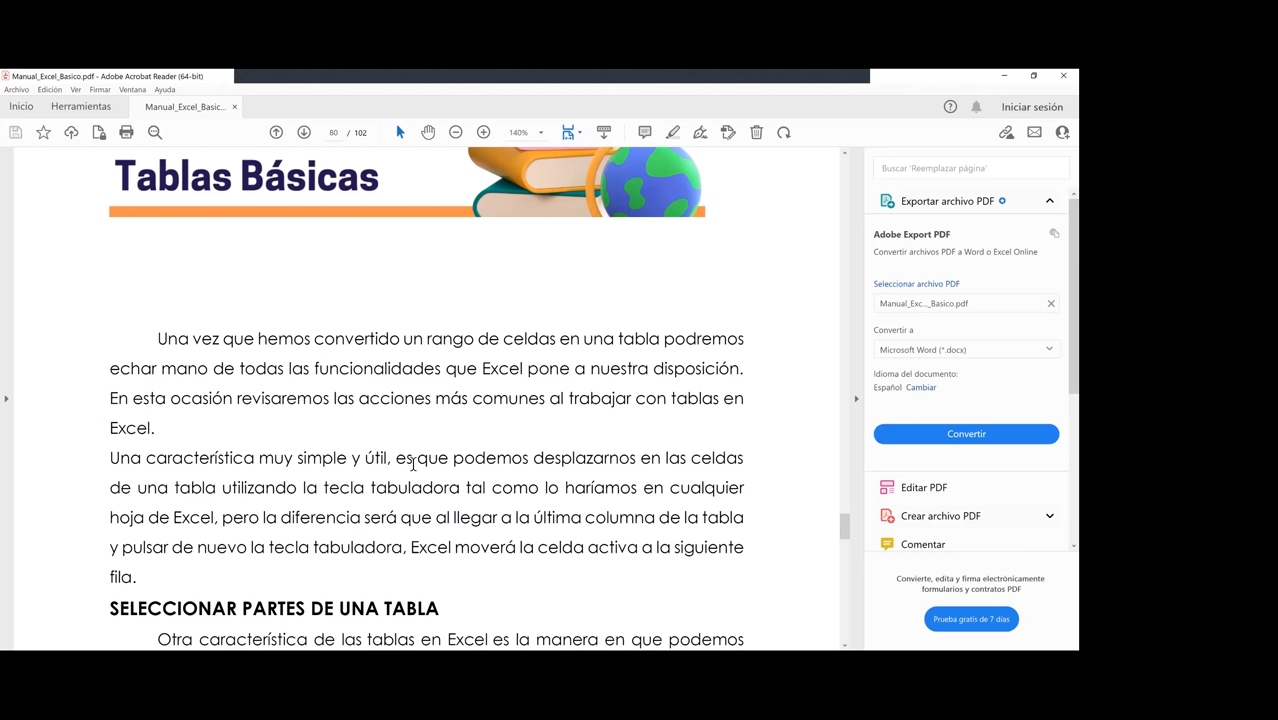 Manual_Excel_Basico.pdf - Adobe Acrobat Reader (64-bit)
Archivo Edición Ver Firmar Ventana Ayuda
Inicio Herramientas Manual_Excel_Basic... × Iniciar sesión
80 / 102 140%
Tablas Básicas
Una vez que hemos convertido un rango de celdas en una tabla podremos
echar mano de todas las funcionalidades que Excel pone a nuestra disposición.
En esta ocasión revisaremos las acciones más comunes al trabajar con tablas en
Excel.
Una característica muy simple y útil, es que podemos desplazarnos en las celdas
de una tabla utilizando la tecla tabuladora tal como lo haríamos en cualquier
hoja de Excel, pero la diferencia será que al llegar a la última columna de la tabla
y pulsar de nuevo la tecla tabuladora, Excel moverá la celda activa a la siguiente
fila.
SELECCIONAR PARTES DE UNA TABLA
Otra característica de las tablas en Excel es la manera en que podemos
Buscar 'Reemplazar página'
Exportar archivo PDF
Adobe Export PDF
Convertir archivos PDF a Word o Excel Online
Seleccionar archivo PDF
Manual_Exc..._Basico.pdf
Convertir a
Microsoft Word (*.docx)
Idioma del documento:
Español Cambiar
Convertir
Editar PDF
Crear archivo PDF
Comentar
Convierte, edita y firma electrónicamente
formularios y contratos PDF
Prueba gratis de 7 días